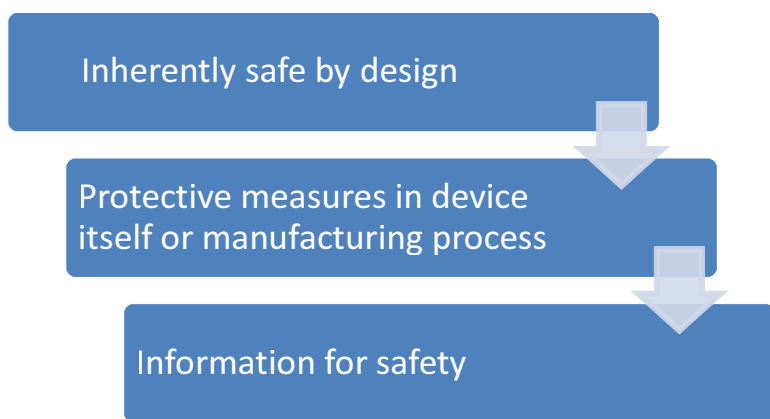 Inherently safe by design
Protective measures in device
itself or manufacturing process
Information for safety